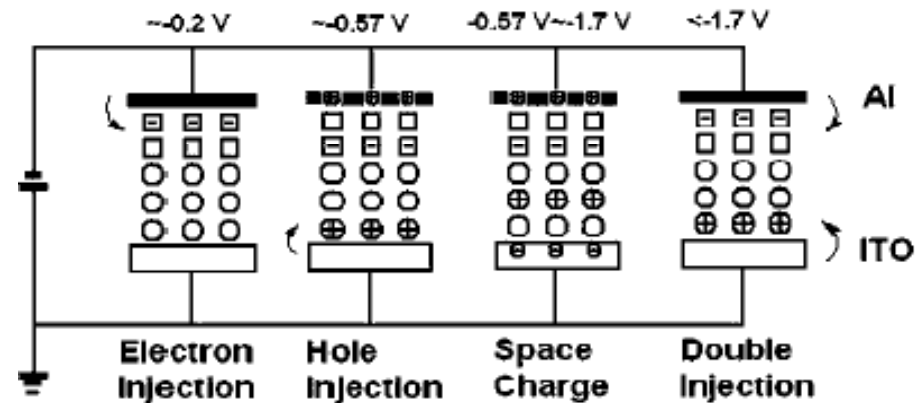 ~-0.2 V ~-0.57 V -0.57 V~-1.7 V <-1.7 V
Al
ITO
Electron Hole Space Double
Injection Injection Charge Injection